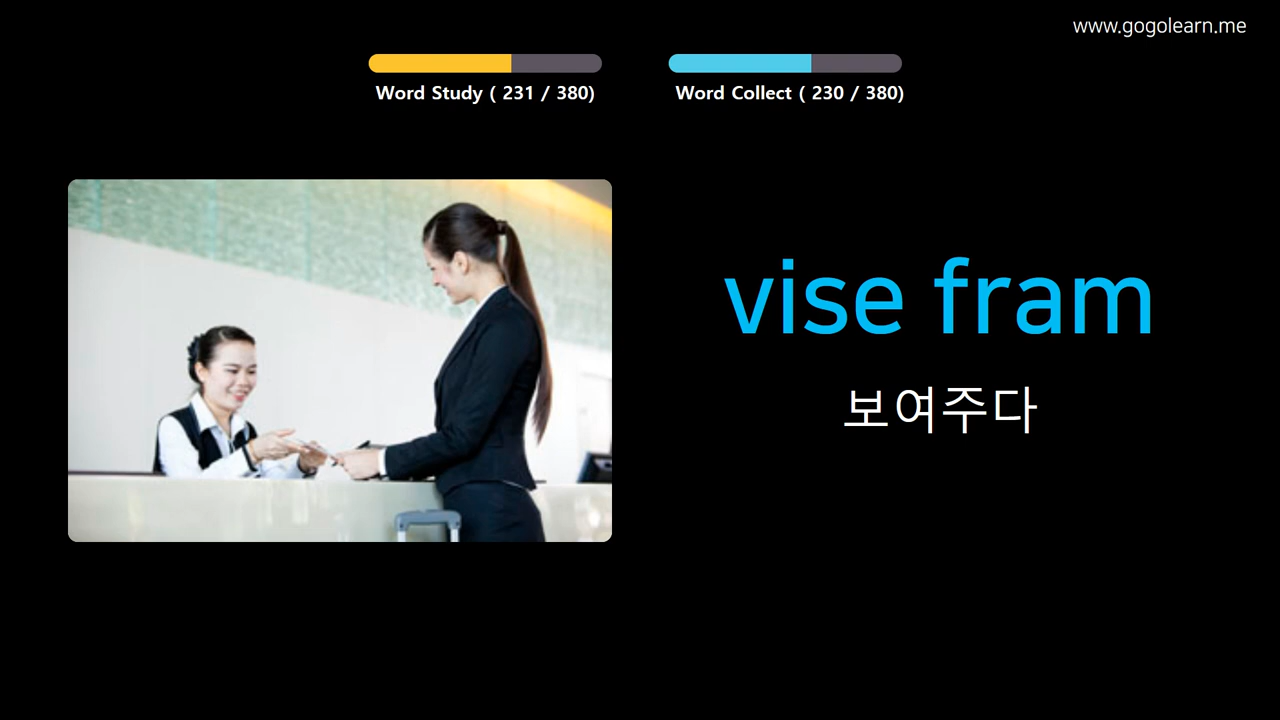 www.gogolearn.me
Word Study ( 231 / 380)
Word Collect ( 230 / 380)
vise fram
보여주다